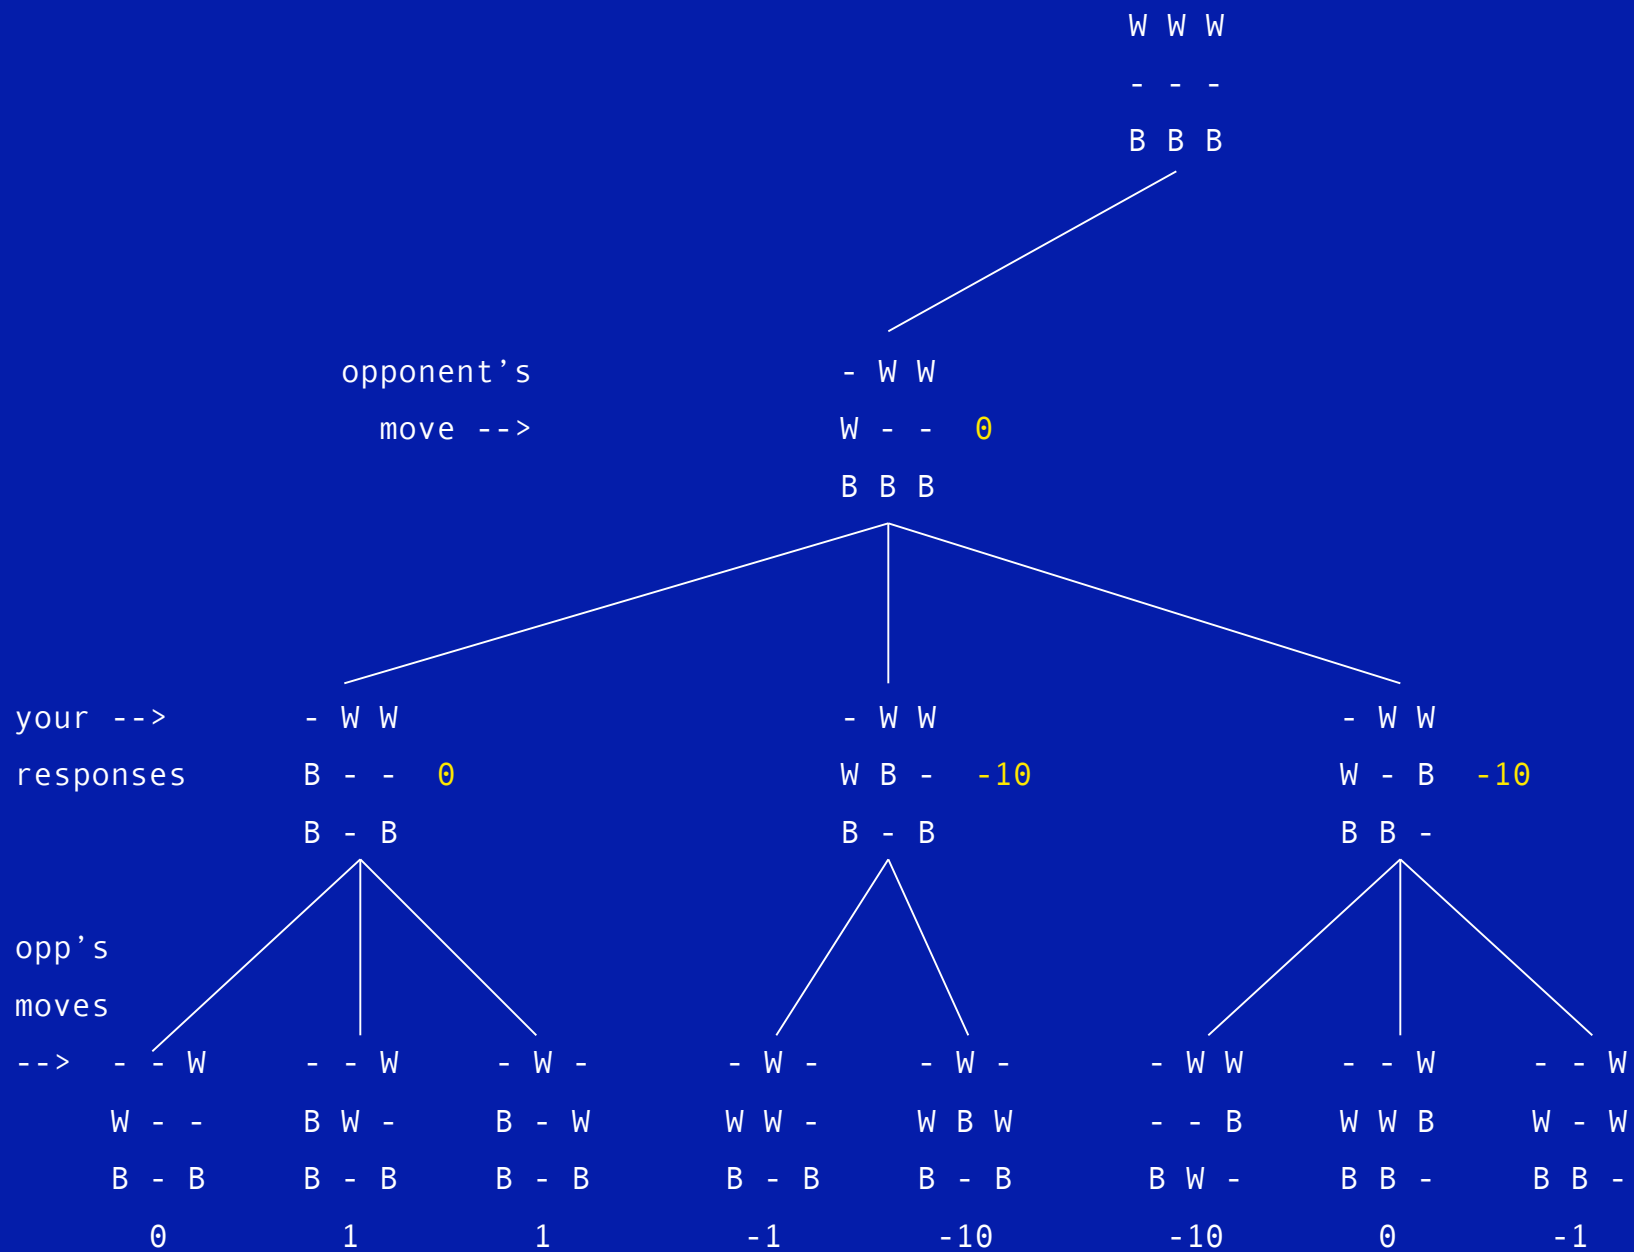 W W W
- - -
B B B
opponent’s - W W
move --> W - - 0
B B B
your --> - W W - W W - W W
responses B - - 0 W B - -10 W - B -10
B - B B - B B B -
opp’s
moves
--> - - W - - W - W - - W - - W - - W W - - W - - W
W - - B W - B - W W W - W B W - - B W W B W - W
B - B B - B B - B B - B B - B B W - B B - B B -
0 1 1 -1 -10 -10 0 -1